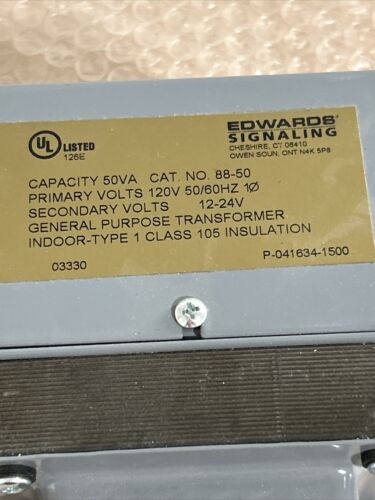 UL LISTED
126E
EDWARDS
SIGNALING
CHESHIRE, CT 06410
OWEN SOUN, ONT N4K 5P8
CAPACITY 50VA CAT. NO. 88-50
PRIMARY VOLTS 120V 50/60HZ 1Ø
SECONDARY VOLTS 12-24V
GENERAL PURPOSE TRANSFORMER
INDOOR-TYPE 1 CLASS 105 INSULATION
03330 P-041634-1500